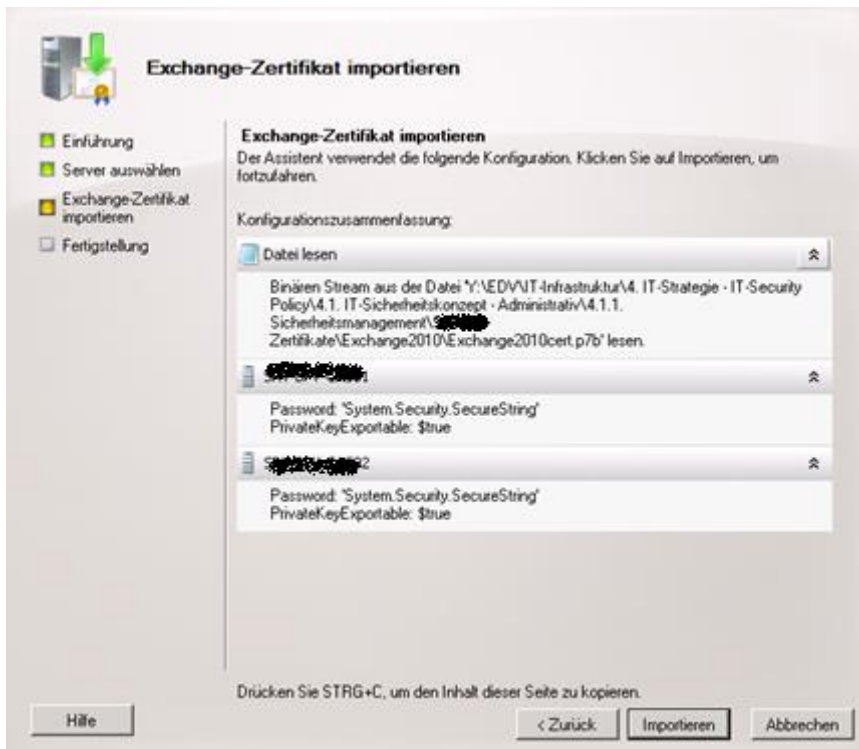 Exchange-Zertifikat importieren
Einführung
Server auswählen
Exchange-Zertifikat
importieren
Fertigstellung
Exchange-Zertifikat importieren
Der Assistent verwendet die folgende Konfiguration. Klicken Sie auf Importieren, um
fortzufahren.
Konfigurationszusammenfassung:
Datei lesen
Binären Stream aus der Datei 'Y:\EDV\IT-Infrastruktur\4. IT-Strategie - IT-Security
Policy\4.1. IT-Sicherheitskonzept - Administrativ\4.1.1.
Sicherheitsmanagement\
Zertifikate\Exchange2010\Exchange2010cert.p7b' lesen.
Password: 'System.Security.SecureString'
PrivateKeyExportable: $true
Password: 'System.Security.SecureString'
PrivateKeyExportable: $true
Drücken Sie STRG+C, um den Inhalt dieser Seite zu kopieren.
Hilfe
< Zurück
Importieren
Abbrechen